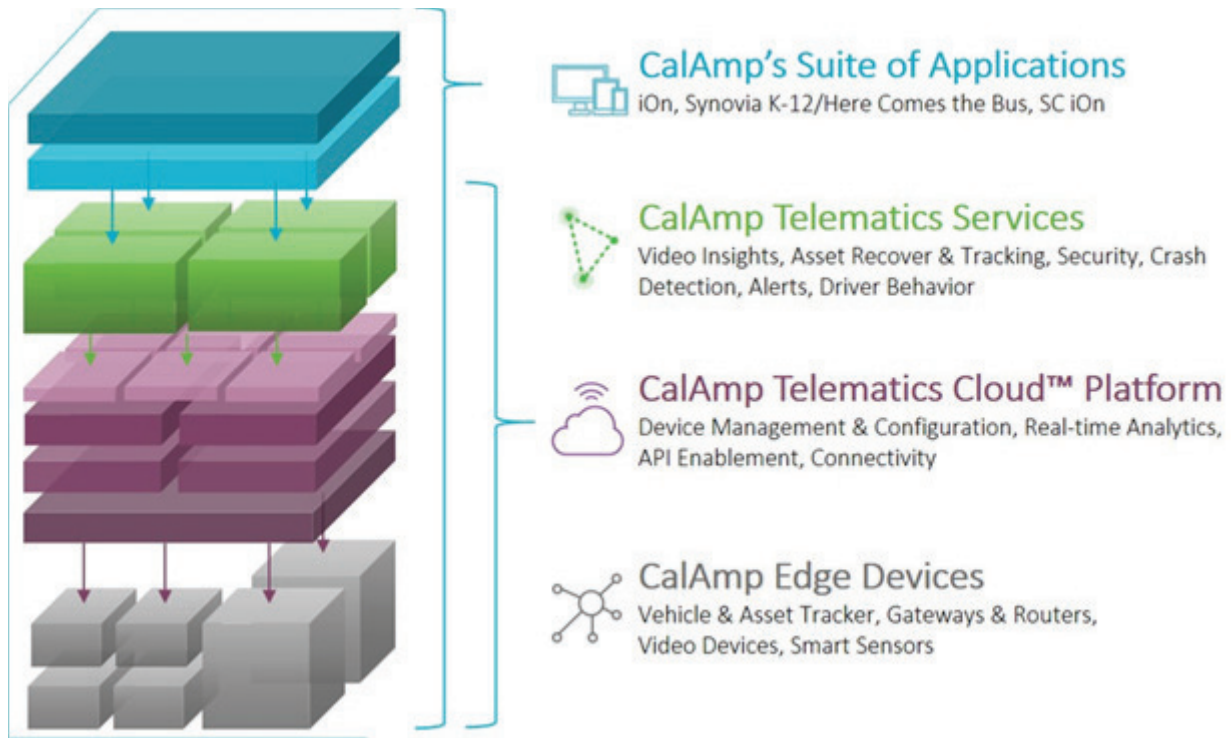 CalAmp's Suite of Applications
iOn, Synovia K-12/Here Comes the Bus, SC iOn
CalAmp Telematics Services
Video Insights, Asset Recover & Tracking, Security, Crash
Detection, Alerts, Driver Behavior
CalAmp Telematics Cloud™ Platform
Device Management & Configuration, Real-time Analytics,
API Enablement, Connectivity
CalAmp Edge Devices
Vehicle & Asset Tracker, Gateways & Routers,
Video Devices, Smart Sensors